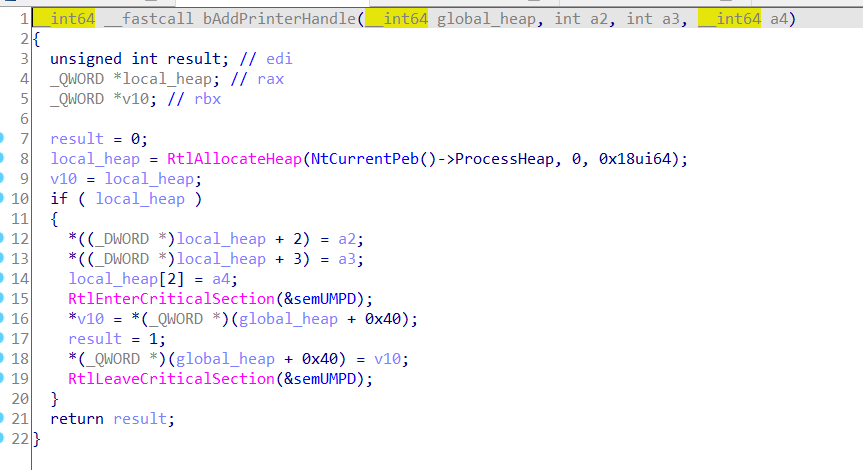 1 __int64 __fastcall bAddPrinterHandle(__int64 global_heap, int a2, int a3, __int64 a4)
2 {
3 unsigned int result; // edi
4 _QWORD *local_heap; // rax
5 _QWORD *v10; // rbx
6
7 result = 0;
8 local_heap = RtlAllocateHeap(NtCurrentPeb()->ProcessHeap, 0, 0x18ui64);
9 v10 = local_heap;
10 if ( local_heap )
11 {
12 *((_DWORD *)local_heap + 2) = a2;
13 *((_DWORD *)local_heap + 3) = a3;
14 local_heap[2] = a4;
15 RtlEnterCriticalSection(&semUMPD);
16 *v10 = *(_QWORD *)(global_heap + 0x40);
17 result = 1;
18 *(_QWORD *)(global_heap + 0x40) = v10;
19 RtlLeaveCriticalSection(&semUMPD);
20 }
21 return result;
22 }